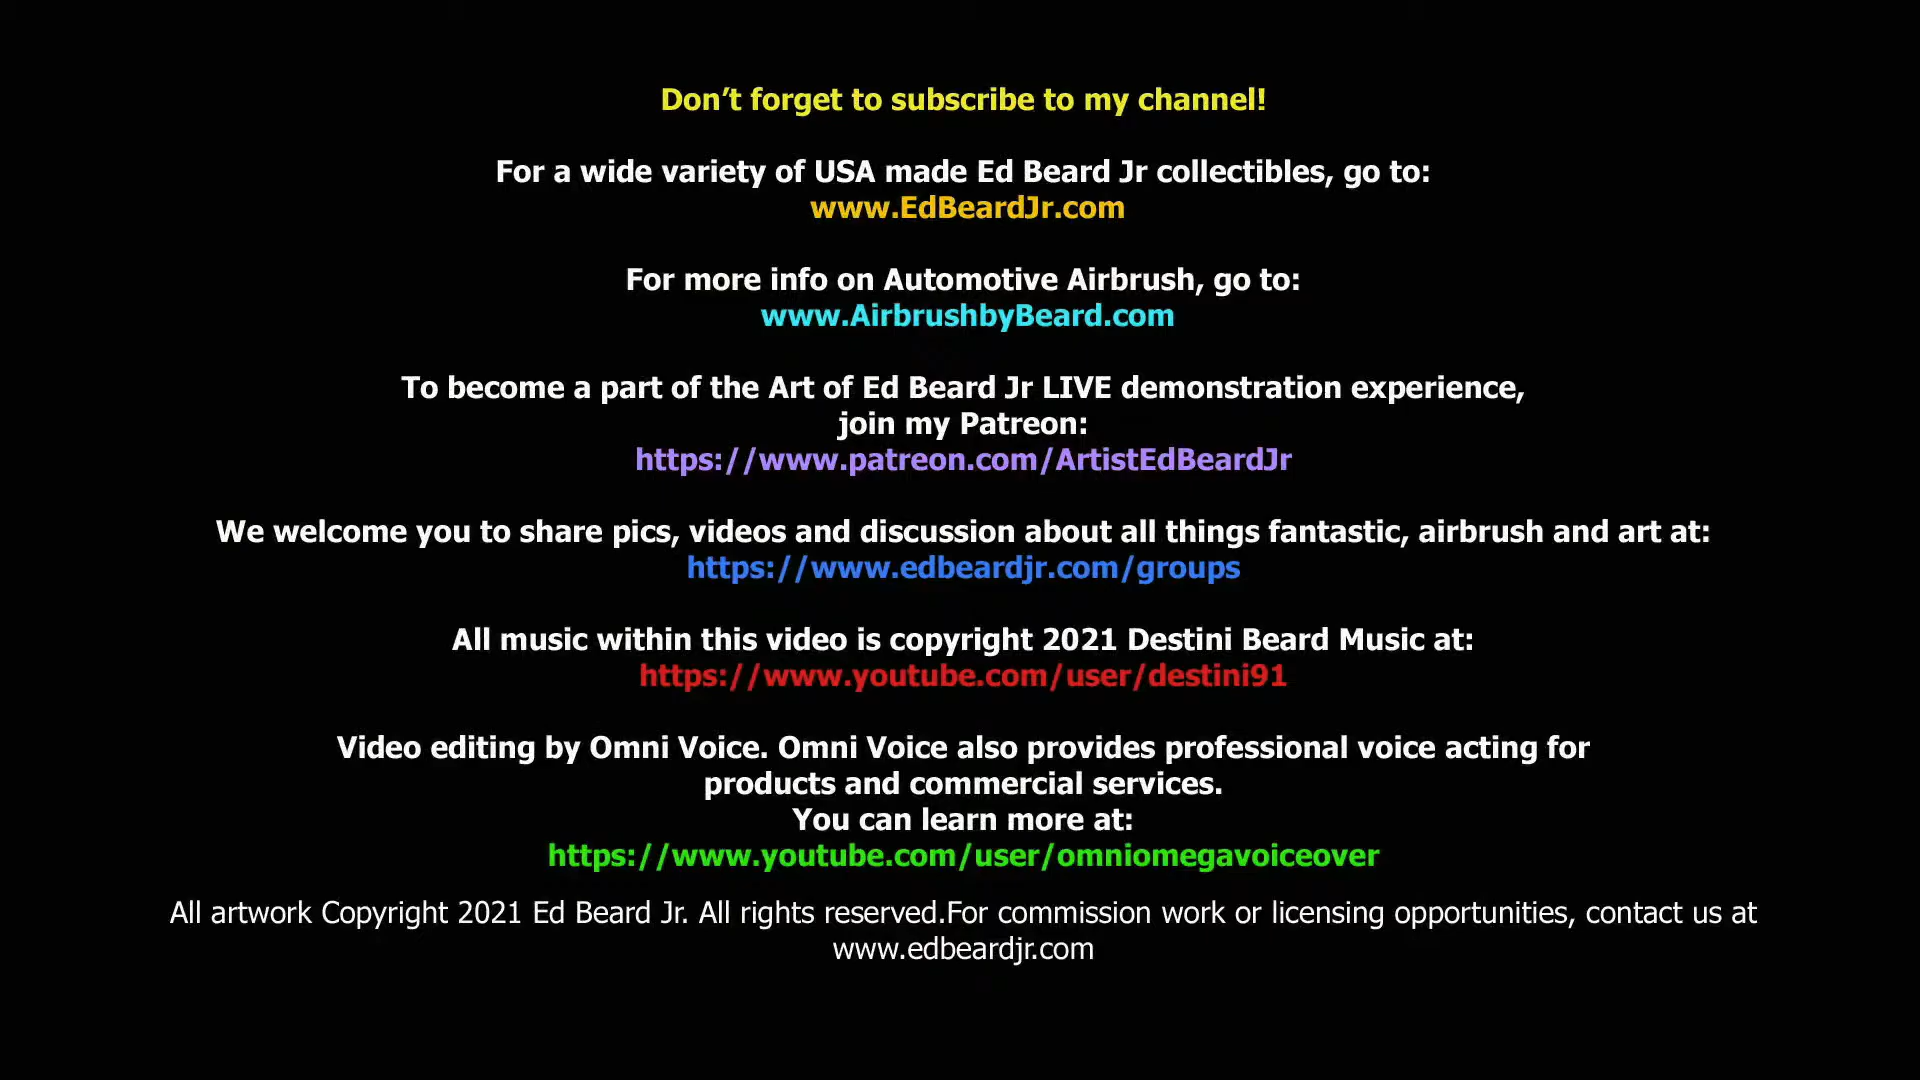 Don’t forget to subscribe to my channel!
For a wide variety of USA made Ed Beard Jr collectibles, go to:
www.EdBeardJr.com
For more info on Automotive Airbrush, go to:
www.AirbrushbyBeard.com
To become a part of the Art of Ed Beard Jr LIVE demonstration experience,
join my Patreon:
https://www.patreon.com/ArtistEdBeardJr
We welcome you to share pics, videos and discussion about all things fantastic, airbrush and art at:
https://www.edbeardjr.com/groups
All music within this video is copyright 2021 Destini Beard Music at:
https://www.youtube.com/user/destini91
Video editing by Omni Voice. Omni Voice also provides professional voice acting for
products and commercial services.
You can learn more at:
https://www.youtube.com/user/omniomegavoiceover
All artwork Copyright 2021 Ed Beard Jr. All rights reserved.For commission work or licensing opportunities, contact us at
www.edbeardjr.com